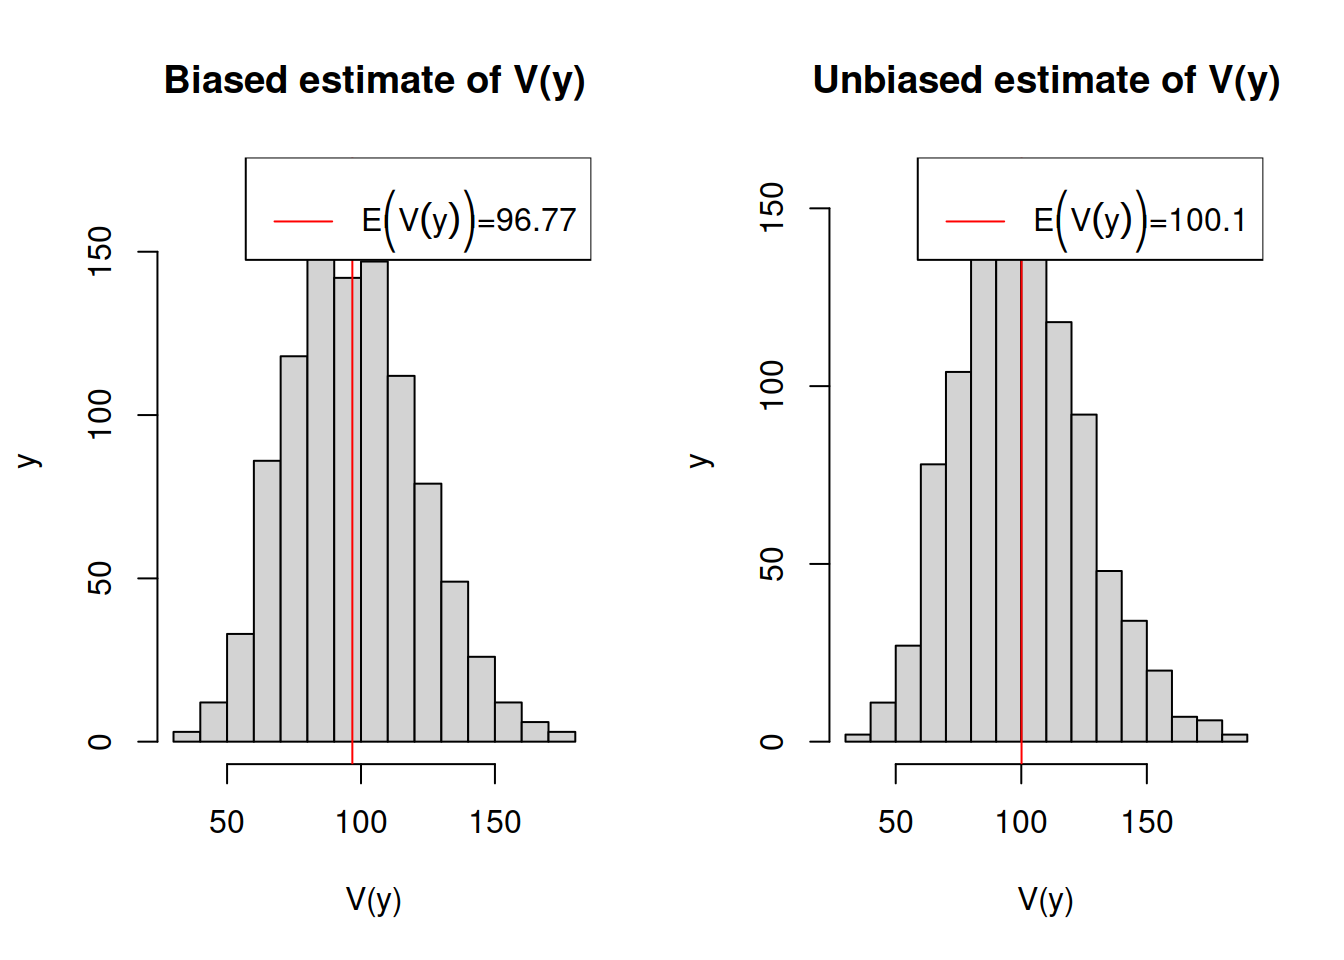 Biased estimate of V(y)
E(V(y))=96.77
150
100
50
0
y
50 100 150
V(y)
Unbiased estimate of V(y)
E(V(y))=100.1
150
100
50
0
y
50 100 150
V(y)